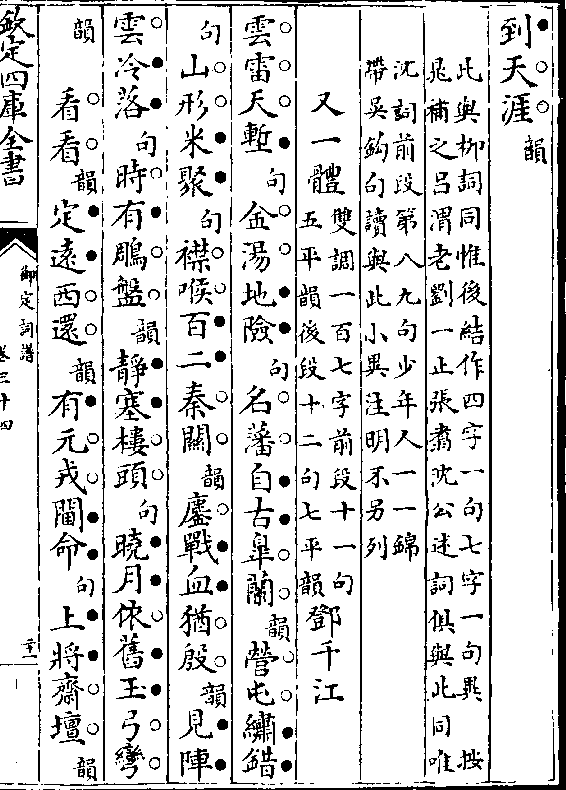 到天涯韻
此與柳詞同惟後結作四字一句七字一句異 按
晁補之呂渭老劉一止張翥沈公述詞俱與此同唯
沈詞前段第八九句少年人一一錦
帶吳鈎句讀與此小異注明不另列
又一體雙調一百七字前段十一句
五平韻後段十二句七平韻鄧千江
雲雷天塹句金湯地險句名藩自古臯蘭韻營屯繡錯
句山形米聚句襟喉百二秦關韻鏖戰血猶殷韻見陣
雲冷落句時有鵰盤韻靜塞樓頭句曉月依舊玉弓彎
韻看看韻定遠西還韻有元戎閫命句上將齋壇韻
欽定四庫全書
御定詞譜
卷三十四